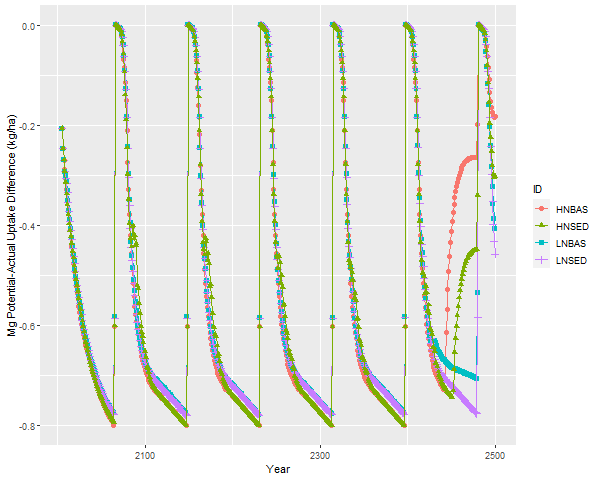 Mg Potential-Actual Uptake Difference (kg/ha)
0.0
-0.2
-0.4
-0.6
-0.8
2100
2300
2500
Year
ID
HNBAS
HNSED
LNBAS
LNSED